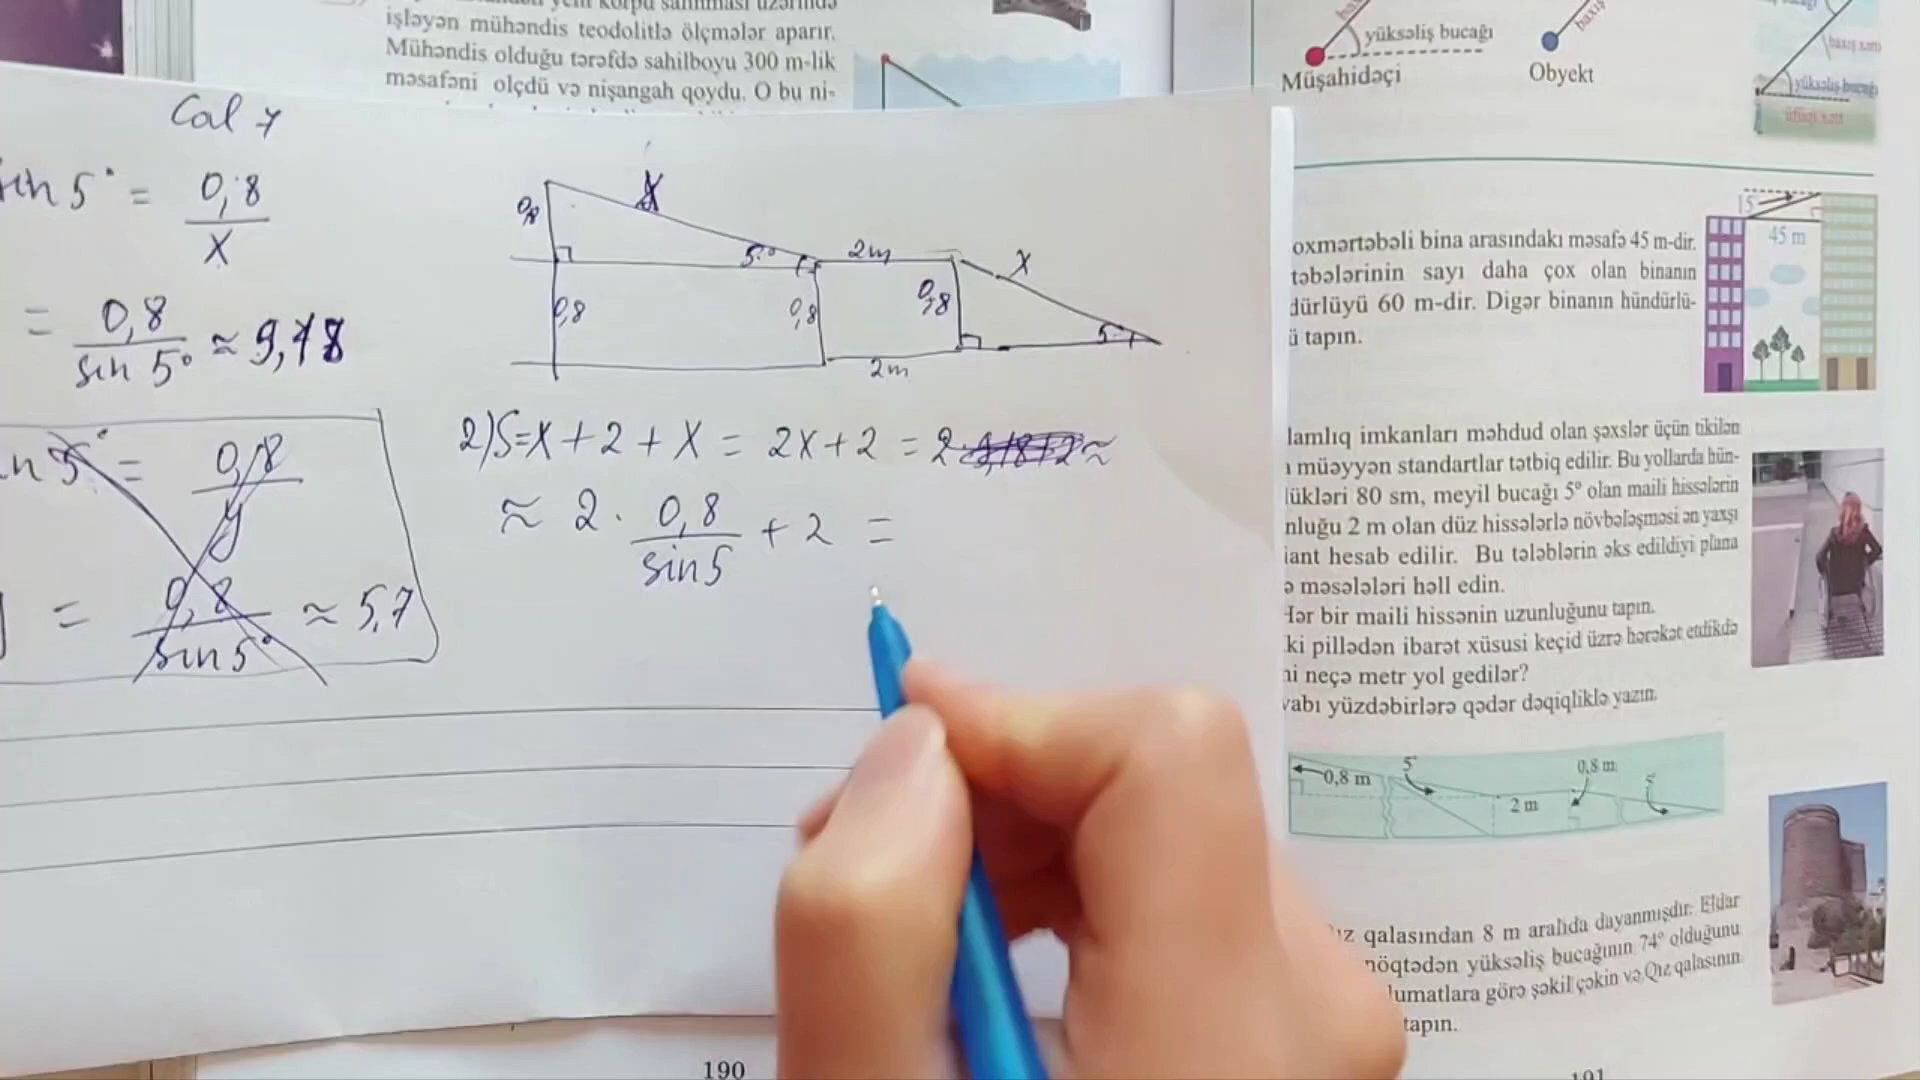 işləyən mühəndis teodolitlə ölçmələr aparır.
Mühəndis olduğu tərəfdə sahilboyu 300 m-lik
məsafəni olçdü və nişangah qoydu. O bu ni-
yüksəliş bucağı
Müşahidəçi
Obyekt
baxış xətti
yüksəliş bucağı
üfüqi xətt
Cal 7
sin 5° = 0,8 / x
= 0,8 / sin 5° ≈ 9,18
= 0,8 / y
= 0,8 / sin 5° ≈ 5,7
0,8
x
5°
2m
x
0,8
0,8
0,8
5°
2m
2) S = x + 2 + x = 2x + 2 = 2 · ≈
≈ 2 · 0,8 / sin 5 + 2 =
oxmərtəbəli bina arasındakı məsafə 45 m-dir.
təbələrinin sayı daha çox olan binanın
dürlüyü 60 m-dir. Digər binanın hündürlü-
ü tapın.
15°
45 m
lamlıq imkanları məhdud olan şəxslər üçün tikilən
müəyyən standartlar tətbiq edilir. Bu yollarda hün-
lükləri 80 sm, meyil bucağı 5° olan maili hissələrin
nluğu 2 m olan düz hissələrlə növbələşməsi ən yaxşı
iant hesab edilir. Bu tələblərin əks edildiyi plana
ə məsələləri həll edin.
Hər bir maili hissənin uzunluğunu tapın.
ki pillədən ibarət xüsusi keçid üzrə hərəkət etdikdə
ni neçə metr yol gedilər?
vabı yüzdəbirlərə qədər dəqiqliklə yazın.
0,8 m
5°
2 m
0,8 m
5°
ız qalasından 8 m aralıda dayanmışdır. Eldar
nöqtədən yüksəliş bucağının 74° olduğunu
lumatlara görə şəkil çəkin və Qız qalasının
tapın.
190
191